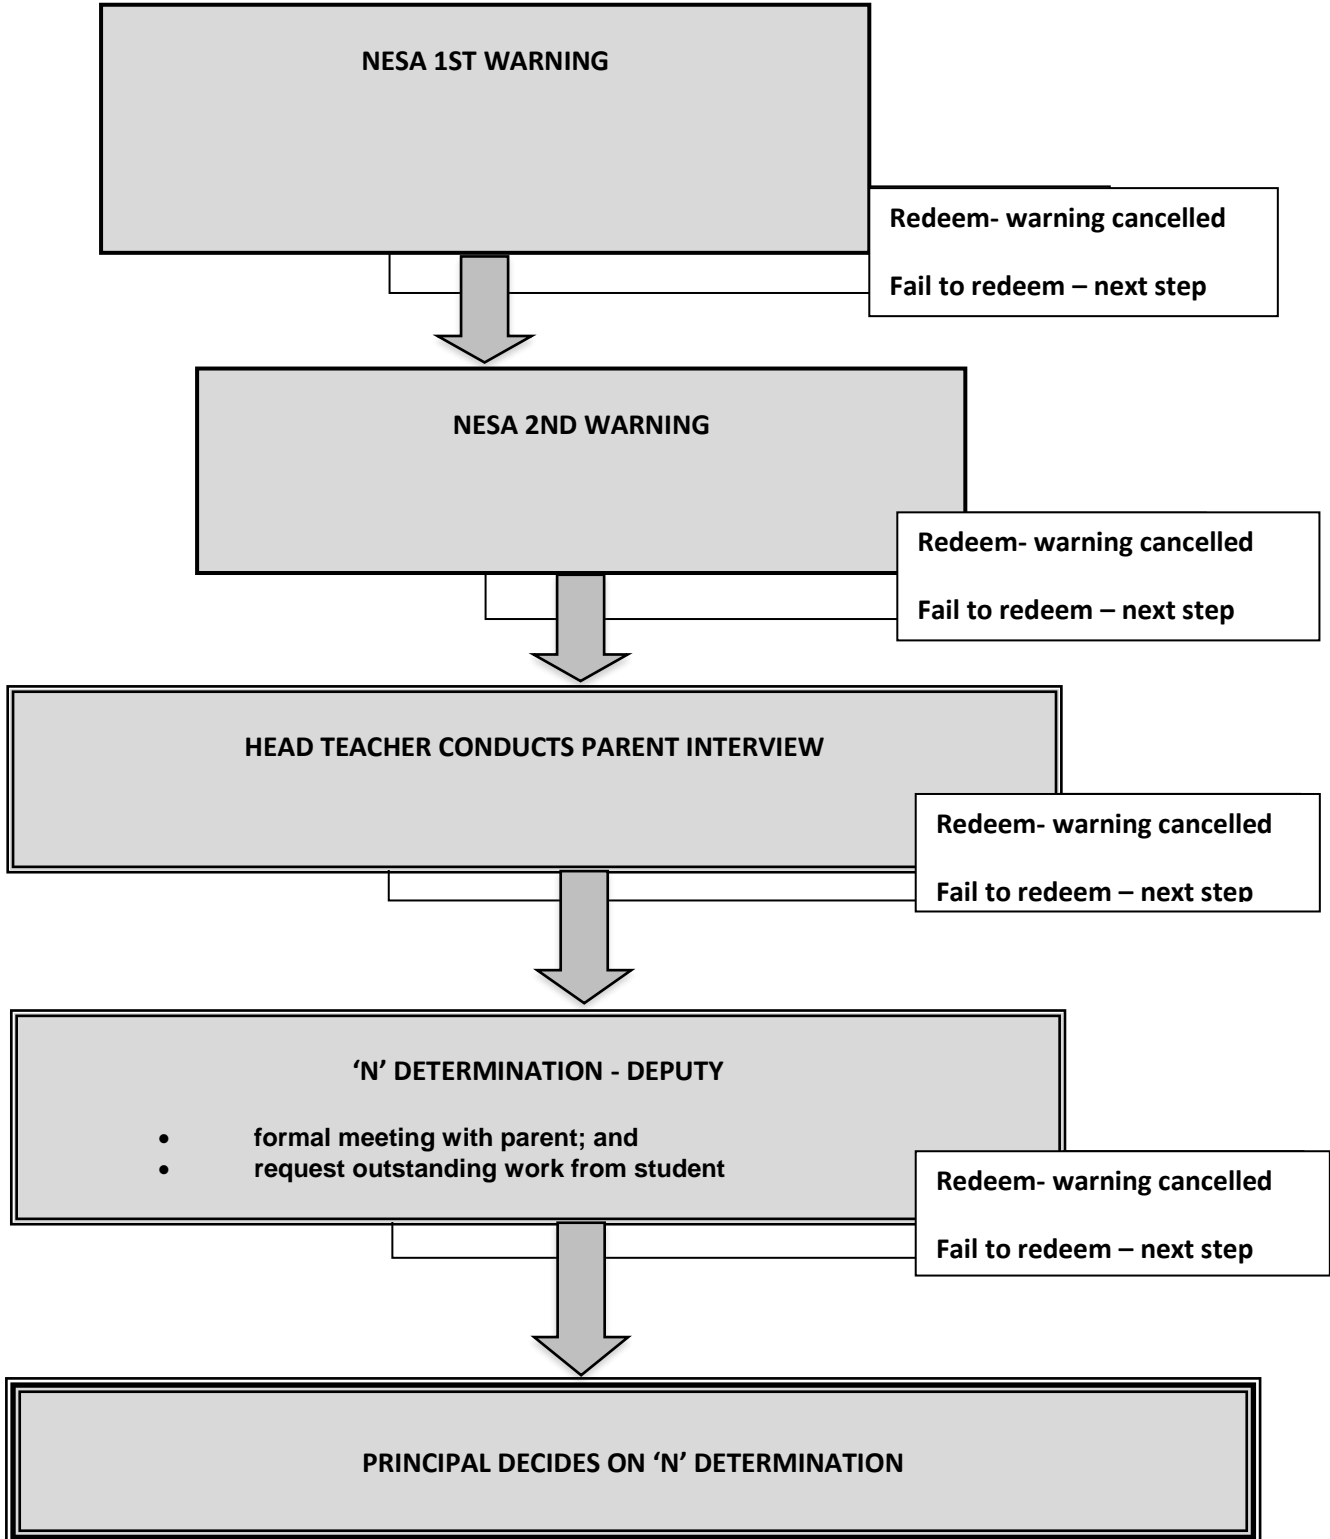 NESA 1ST WARNING
Redeem- warning cancelled
Fail to redeem – next step
NESA 2ND WARNING
Redeem- warning cancelled
Fail to redeem – next step
HEAD TEACHER CONDUCTS PARENT INTERVIEW
Redeem- warning cancelled
Fail to redeem – next step
‘N’ DETERMINATION - DEPUTY
• formal meeting with parent; and
• request outstanding work from student
Redeem- warning cancelled
Fail to redeem – next step
PRINCIPAL DECIDES ON ‘N’ DETERMINATION